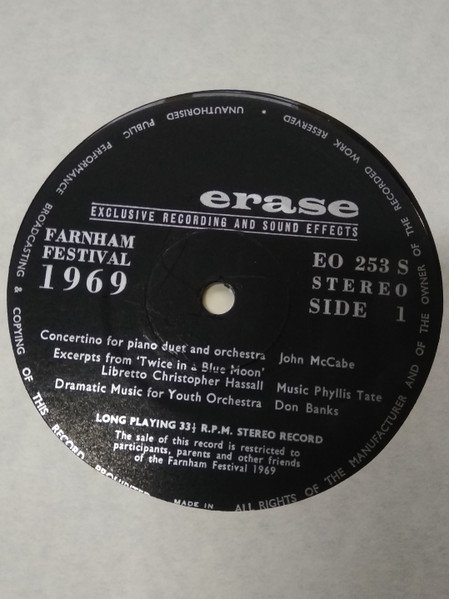 erase
EXCLUSIVE RECORDING AND SOUND EFFECTS
FARNHAM
FESTIVAL
1969
EO 253 S
STEREO
SIDE 1
Concertino for piano duet and orchestra John McCabe
Excerpts from 'Twice in a Blue Moon'
Libretto Christopher Hassall Music Phyllis Tate
Dramatic Music for Youth Orchestra Don Banks
LONG PLAYING 33⅓ R.P.M. STEREO RECORD
The sale of this record is restricted to
participants, parents and other friends
of the Farnham Festival 1969
ALL RIGHTS OF THE MANUFACTURER AND OF THE OWNER OF THE RECORDED WORK RESERVED
UNAUTHORISED PUBLIC PERFORMANCE BROADCASTING & COPYING OF THIS RECORD PROHIBITED
MADE IN